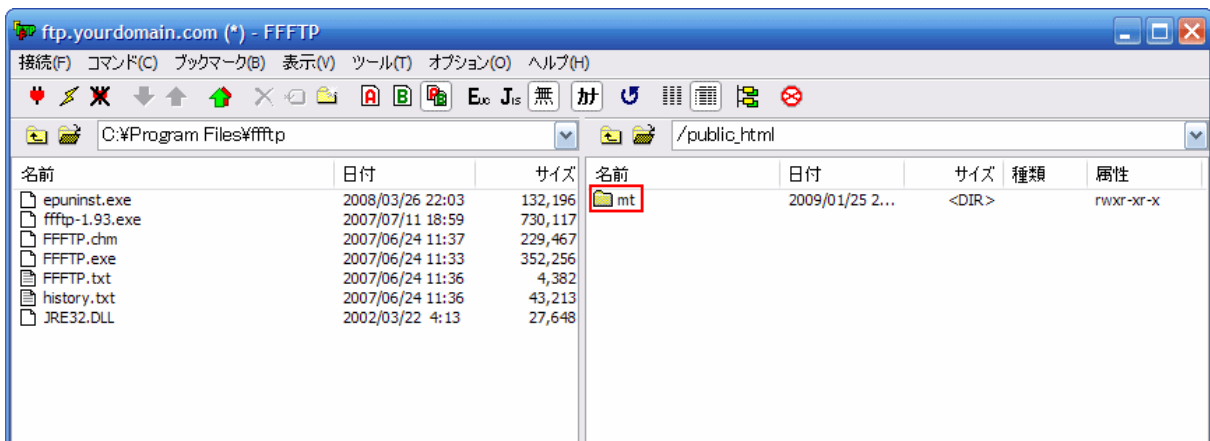 ftp.yourdomain.com (*) - FFFTP
接続(F) コマンド(C) ブックマーク(B) 表示(V) ツール(T) オプション(O) ヘルプ(H)
A B Euc Jis 無 カナ
C:¥Program Files¥ffftp
名前 日付 サイズ
epuninst.exe 2008/03/26 22:03 132,196
ffftp-1.93.exe 2007/07/11 18:59 730,117
FFFTP.chm 2007/06/24 11:37 229,467
FFFTP.exe 2007/06/24 11:33 352,256
FFFTP.txt 2007/06/24 11:36 4,382
history.txt 2007/06/24 11:36 43,213
JRE32.DLL 2002/03/22 4:13 27,648
/public_html
名前 日付 サイズ 種類 属性
mt 2009/01/25 2... <DIR> rwxr-xr-x